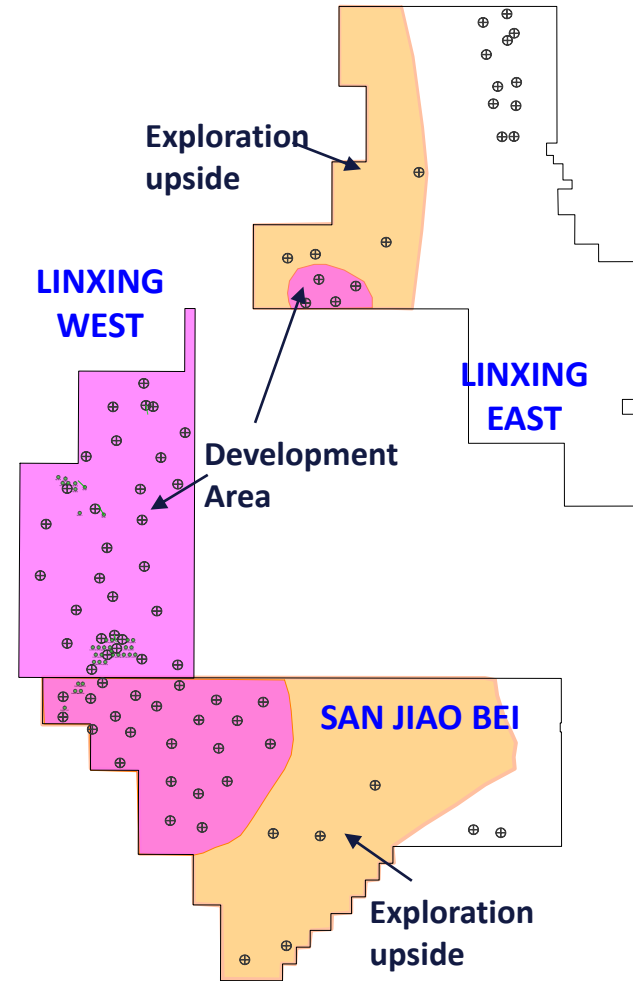 Exploration
upside
LINXING
WEST
LINXING
EAST
Development
Area
SAN JIAO BEI
Exploration
upside